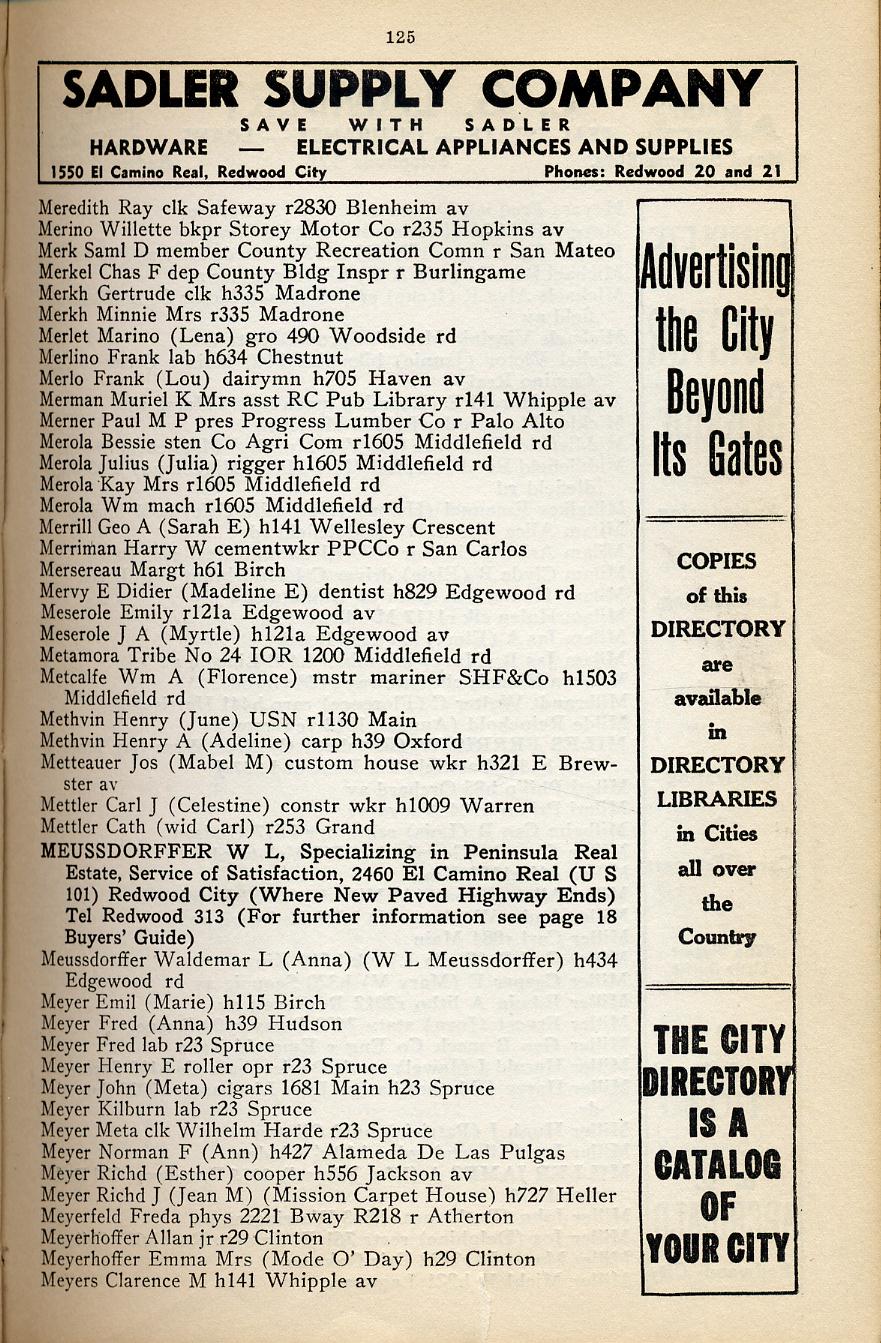 125
SADLER SUPPLY COMPANY
SAVE WITH SADLER
HARDWARE — ELECTRICAL APPLIANCES AND SUPPLIES
1550 El Camino Real, Redwood City Phones: Redwood 20 and 21
Meredith Ray clk Safeway r2830 Blenheim av
Merino Willette bkpr Storey Motor Co r235 Hopkins av
Merk Saml D member County Recreation Comn r San Mateo
Merkel Chas F dep County Bldg Inspr r Burlingame
Merkh Gertrude clk h335 Madrone
Merkh Minnie Mrs r335 Madrone
Merlet Marino (Lena) gro 490 Woodside rd
Merlino Frank lab h634 Chestnut
Merlo Frank (Lou) dairymn h705 Haven av
Merman Muriel K Mrs asst RC Pub Library r141 Whipple av
Merner Paul M P pres Progress Lumber Co r Palo Alto
Merola Bessie sten Co Agri Com r1605 Middlefield rd
Merola Julius (Julia) rigger h1605 Middlefield rd
Merola Kay Mrs r1605 Middlefield rd
Merola Wm mach r1605 Middlefield rd
Merrill Geo A (Sarah E) h141 Wellesley Crescent
Merriman Harry W cementwkr PPCCo r San Carlos
Mersereau Margt h61 Birch
Mervy E Didier (Madeline E) dentist h829 Edgewood rd
Meserole Emily r121a Edgewood av
Meserole J A (Myrtle) h121a Edgewood av
Metamora Tribe No 24 IOR 1200 Middlefield rd
Metcalfe Wm A (Florence) mstr mariner SHF&Co h1503
Middlefield rd
Methvin Henry (June) USN r1130 Main
Methvin Henry A (Adeline) carp h39 Oxford
Metteauer Jos (Mabel M) custom house wkr h321 E Brew-
ster av
Mettler Carl J (Celestine) constr wkr h1009 Warren
Mettler Cath (wid Carl) r253 Grand
MEUSSDORFFER W L, Specializing in Peninsula Real
Estate, Service of Satisfaction, 2460 El Camino Real (U S
101) Redwood City (Where New Paved Highway Ends)
Tel Redwood 313 (For further information see page 18
Buyers' Guide)
Meussdorffer Waldemar L (Anna) (W L Meussdorffer) h434
Edgewood rd
Meyer Emil (Marie) h115 Birch
Meyer Fred (Anna) h39 Hudson
Meyer Fred lab r23 Spruce
Meyer Henry E roller opr r23 Spruce
Meyer John (Meta) cigars 1681 Main h23 Spruce
Meyer Kilburn lab r23 Spruce
Meyer Meta clk Wilhelm Harde r23 Spruce
Meyer Norman F (Ann) h427 Alameda De Las Pulgas
Meyer Richd (Esther) cooper h556 Jackson av
Meyer Richd J (Jean M) (Mission Carpet House) h727 Heller
Meyerfeld Freda phys 2221 Bway R218 r Atherton
Meyerhoffer Allan jr r29 Clinton
Meyerhoffer Emma Mrs (Mode O' Day) h29 Clinton
Meyers Clarence M h141 Whipple av
Advertising
the City
Beyond
Its Gates
COPIES
of this
DIRECTORY
are
available
in
DIRECTORY
LIBRARIES
in Cities
all over
the
Country
THE CITY
DIRECTORY
IS A
CATALOG
OF
YOUR CITY